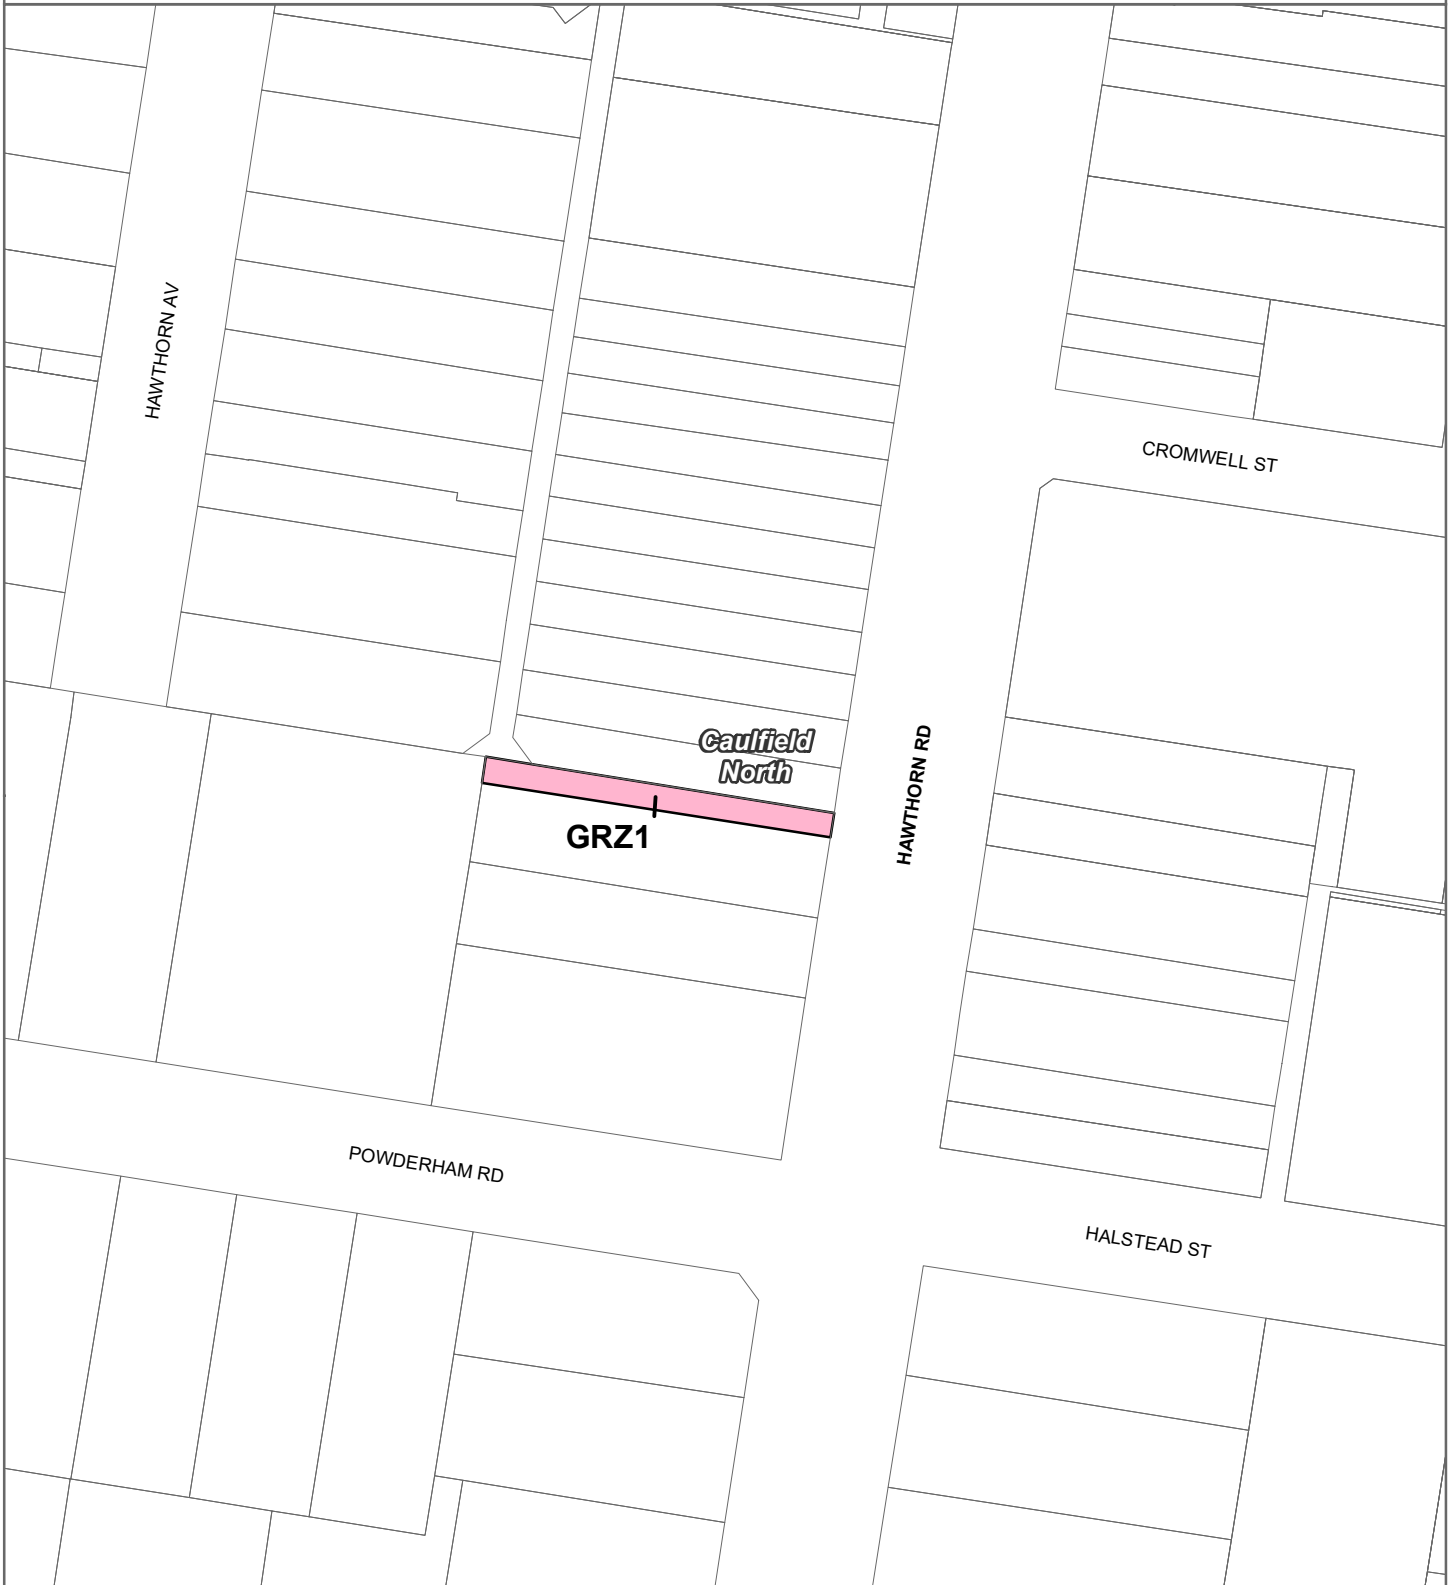 HAWTHORN AV
CROMWELL ST
Caulfield
North
HAWTHORN RD
GRZ1
POWDERHAM RD
HALSTEAD ST